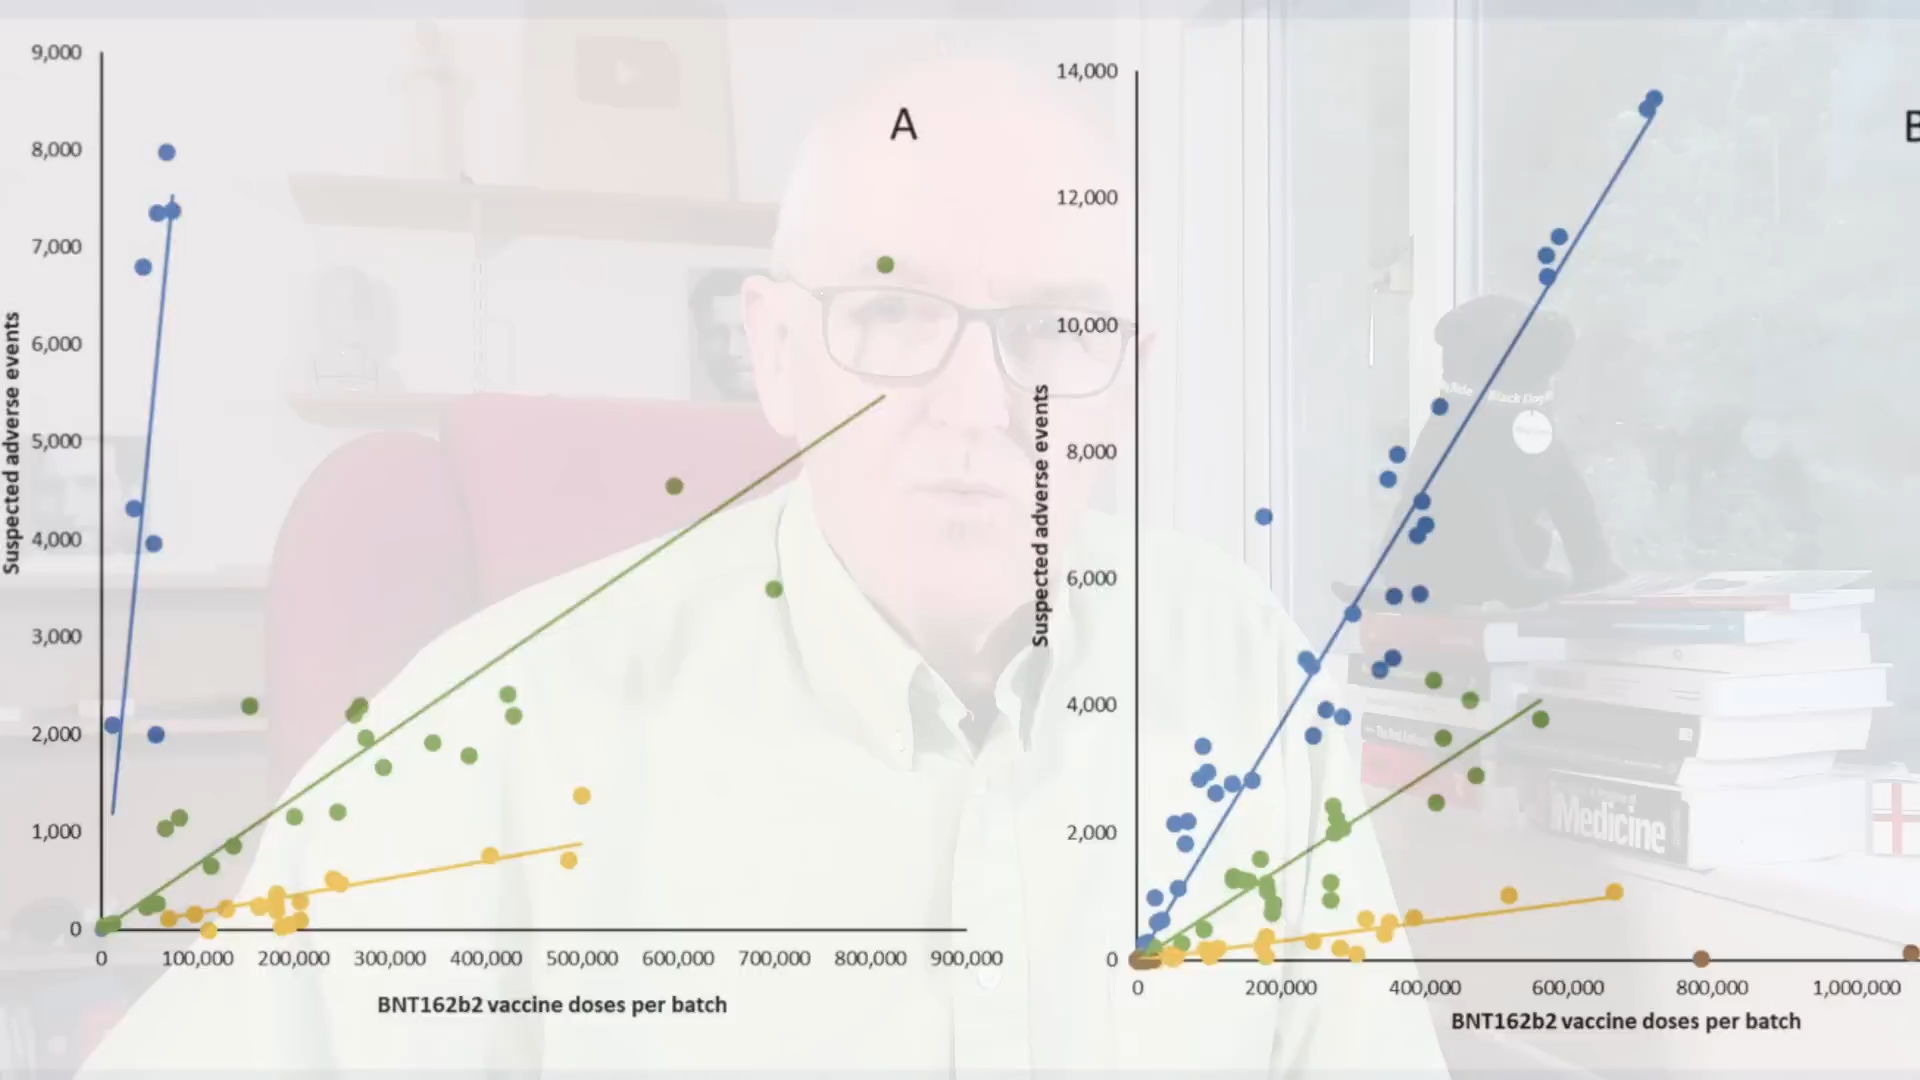 A
9,000
8,000
7,000
6,000
5,000
4,000
3,000
2,000
1,000
0
Suspected adverse events
0 100,000 200,000 300,000 400,000 500,000 600,000 700,000 800,000 900,000
BNT162b2 vaccine doses per batch
B
14,000
12,000
10,000
8,000
6,000
4,000
2,000
0
Suspected adverse events
0 200,000 400,000 600,000 800,000 1,000,000
BNT162b2 vaccine doses per batch
Black Dog
Medicine